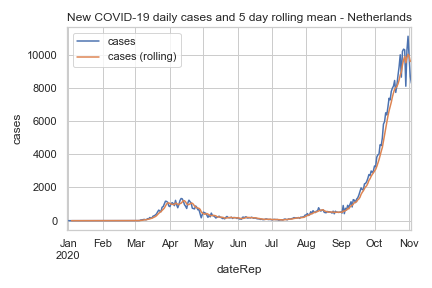 New COVID-19 daily cases and 5 day rolling mean - Netherlands
cases
cases (rolling)
10000
8000
6000
4000
2000
0
cases
Jan Feb Mar Apr May Jun Jul Aug Sep Oct Nov
2020
dateRep